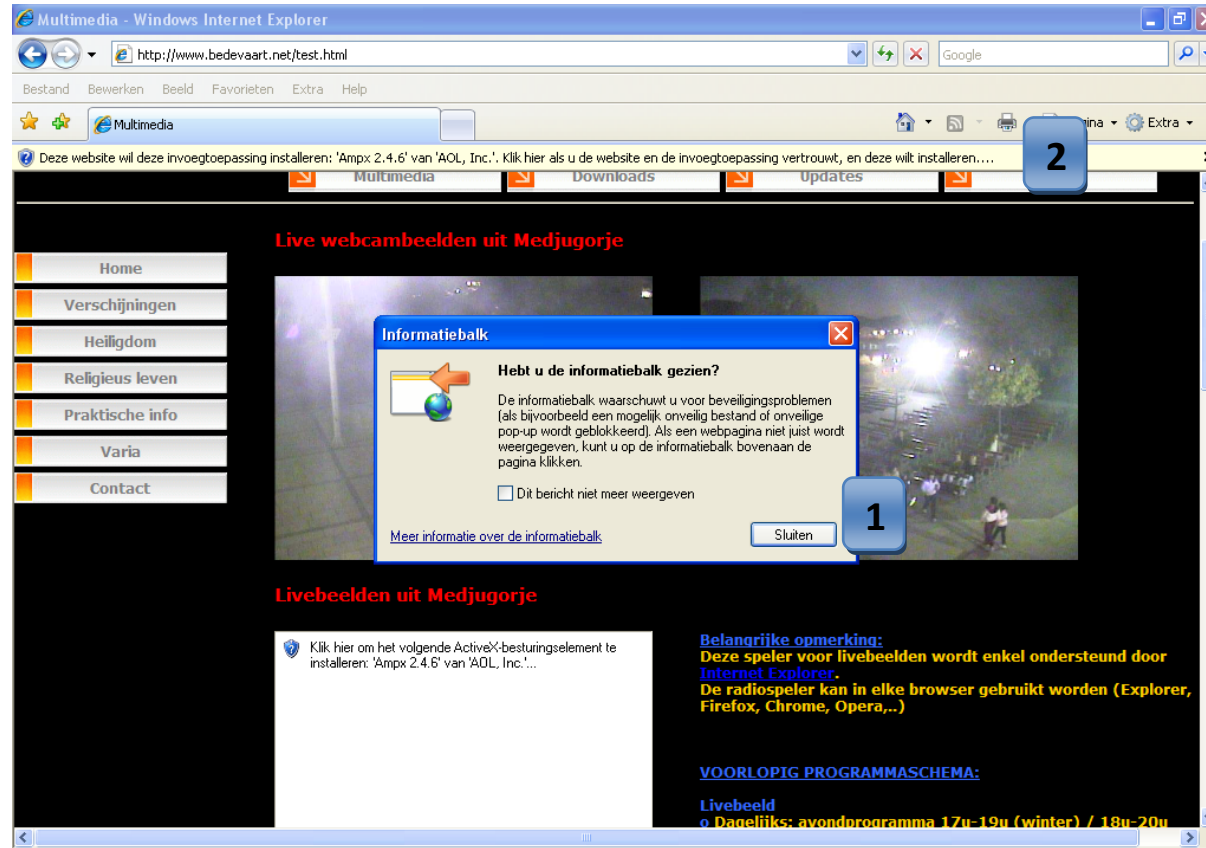 Multimedia - Windows Internet Explorer
http://www.bedevaart.net/test.html
Google
Bestand Bewerken Beeld Favorieten Extra Help
Multimedia
Extra
2
Deze website wil deze invoegtoepassing installeren: 'Ampx 2.4.6' van 'AOL, Inc.'. Klik hier als u de website en de invoegtoepassing vertrouwt, en deze wilt installeren....
Multimedia Downloads Updates
Live webcambeelden uit Medjugorje
Home
Verschijningen
Heiligdom
Religieus leven
Praktische info
Varia
Contact
Informatiebalk
Hebt u de informatiebalk gezien?
De informatiebalk waarschuwt u voor beveiligingsproblemen
(als bijvoorbeeld een mogelijk onveilig bestand of onveilige
pop-up wordt geblokkeerd). Als een webpagina niet juist wordt
weergegeven, kunt u op de informatiebalk bovenaan de
pagina klikken.
Dit bericht niet meer weergeven
Meer informatie over de informatiebalk
Sluiten
1
Livebeelden uit Medjugorje
Klik hier om het volgende ActiveX-besturingselement te
installeren: 'Ampx 2.4.6' van 'AOL, Inc.'...
Belangrijke opmerking:
Deze speler voor livebeelden wordt enkel ondersteund door
Internet Explorer.
De radiospeler kan in elke browser gebruikt worden (Explorer,
Firefox, Chrome, Opera,..)
VOORLOPIG PROGRAMMASCHEMA:
Livebeeld
o Dagelijks: avondprogramma 17u-19u (winter) / 18u-20u